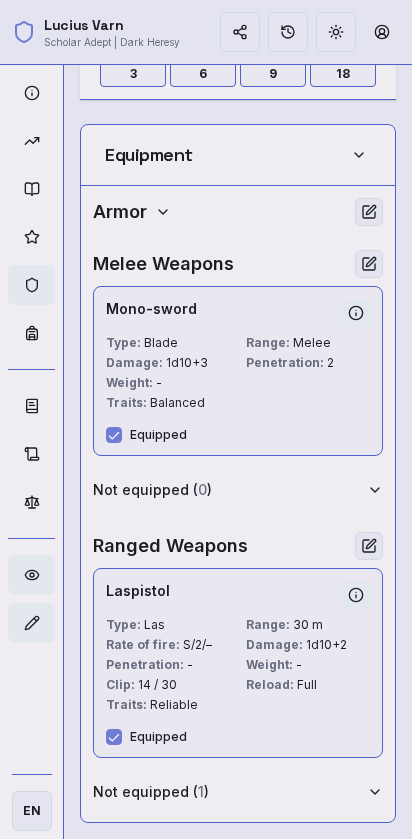 Lucius Varn
Scholar Adept | Dark Heresy
3 6 9 18
Equipment
Armor
Melee Weapons
Mono-sword
Type: Blade Range: Melee
Damage: 1d10+3 Penetration: 2
Weight: -
Traits: Balanced
Equipped
Not equipped (0)
Ranged Weapons
Laspistol
Type: Las Range: 30 m
Rate of fire: S/2/– Damage: 1d10+2
Penetration: - Weight: -
Clip: 14 / 30 Reload: Full
Traits: Reliable
Equipped
Not equipped (1)
EN